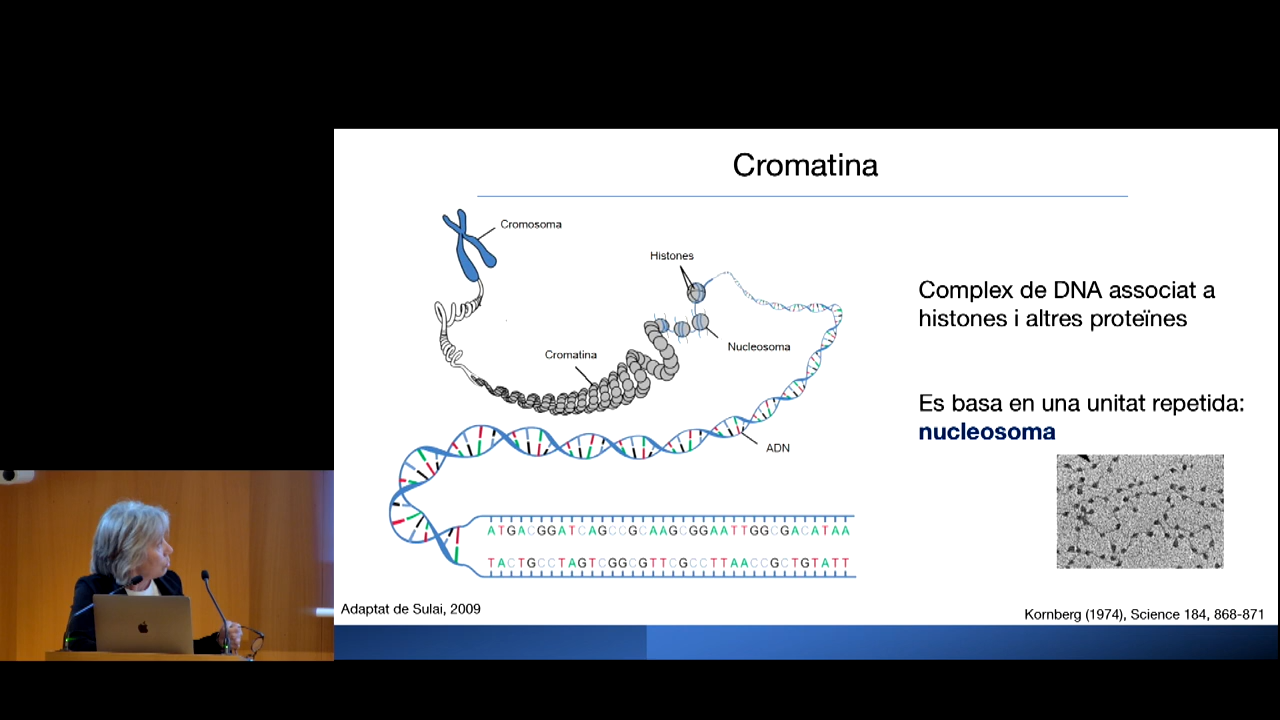 Cromatina
Cromosoma
Histones
Nucleosoma
Cromatina
ADN
ATGACGGATCAGCCGCAAGCGGAATTGGCGACATAA
TACTGCCTAGTCGGCGTTCGCCTTAACCGCTGTATT
Complex de DNA associat a
histones i altres proteïnes
Es basa en una unitat repetida:
nucleosoma
Adaptat de Sulai, 2009
Kornberg (1974), Science 184, 868-871